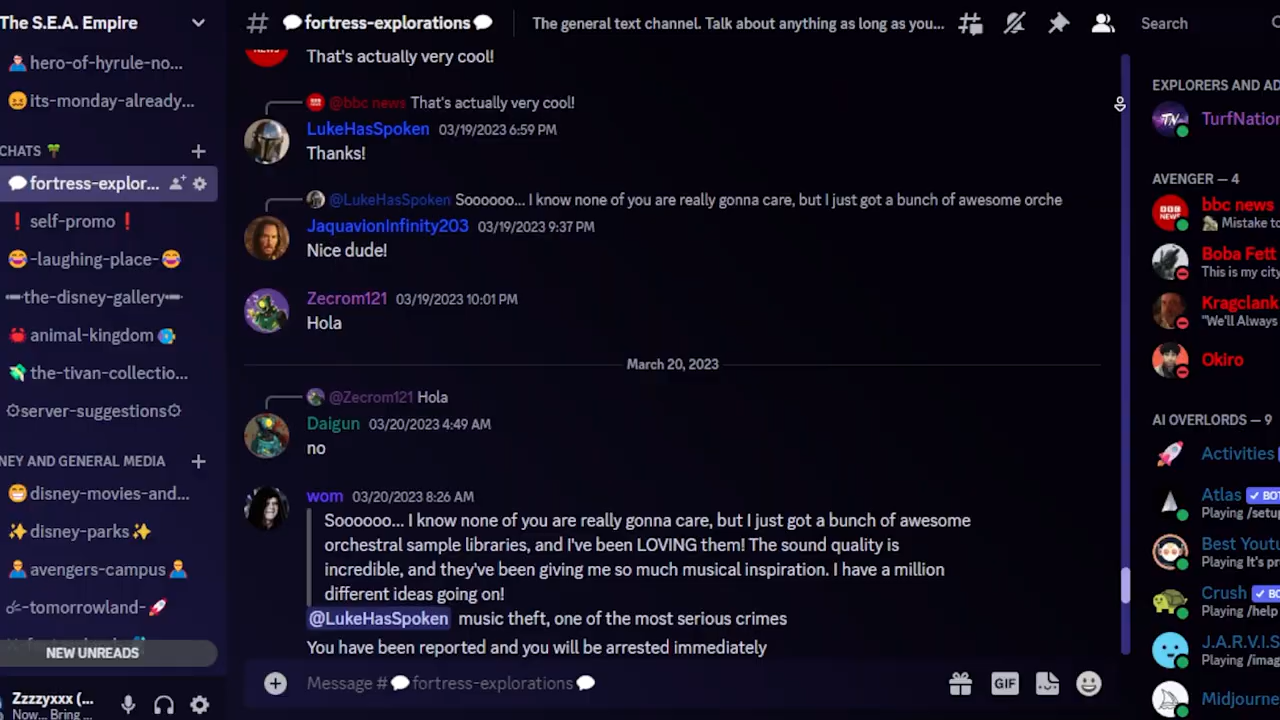 The S.E.A. Empire
hero-of-hyrule-no...
its-monday-already...
CHATS
fortress-explor...
self-promo
-laughing-place-
the-disney-gallery
animal-kingdom
the-tivan-collectio...
server-suggestions
NEY AND GENERAL MEDIA
disney-movies-and...
disney-parks
avengers-campus
-tomorrowland-
NEW UNREADS
Zzzzyxxx (...
Now... Bring ...
# fortress-explorations
The general text channel. Talk about anything as long as you...
Search
NEWS
That's actually very cool!
@bbc news That's actually very cool!
LukeHasSpoken 03/19/2023 6:59 PM
Thanks!
@LukeHasSpoken Soooooo... I know none of you are really gonna care, but I just got a bunch of awesome orche
JaquavionInfinity203 03/19/2023 9:37 PM
Nice dude!
Zecrom121 03/19/2023 10:01 PM
Hola
March 20, 2023
@Zecrom121 Hola
Daigun 03/20/2023 4:49 AM
no
wom 03/20/2023 8:26 AM
Soooooo... I know none of you are really gonna care, but I just got a bunch of awesome
orchestral sample libraries, and I've been LOVING them! The sound quality is
incredible, and they've been giving me so much musical inspiration. I have a million
different ideas going on!
@LukeHasSpoken music theft, one of the most serious crimes
You have been reported and you will be arrested immediately
Message # fortress-explorations
GIF
EXPLORERS AND AD
TN
TurfNation
AVENGER — 4
BBC NEWS
bbc news
Mistake to
Boba Fett
This is my city
Kragclank
"We'll Always
Okiro
AI OVERLORDS — 9
Activities
Atlas BOT
Playing /setup
Best Youtu
Playing It's pr
Crush BO
Playing /help
J.A.R.V.I.S
Playing /imag
Midjourne